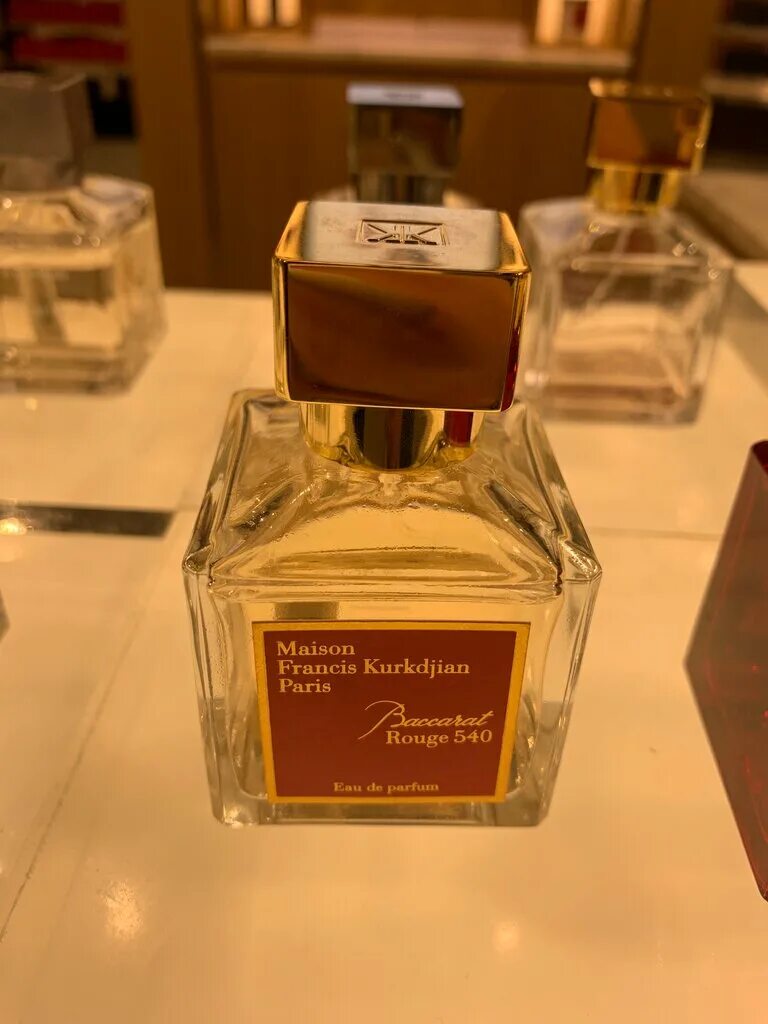 Maison
Francis Kurkdjian
Paris
Baccarat
Rouge 540
Eau de parfum